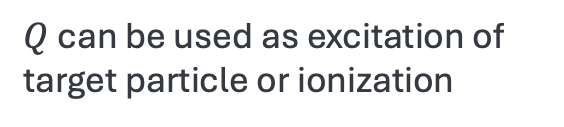 Q can be used as excitation of
target particle or ionization